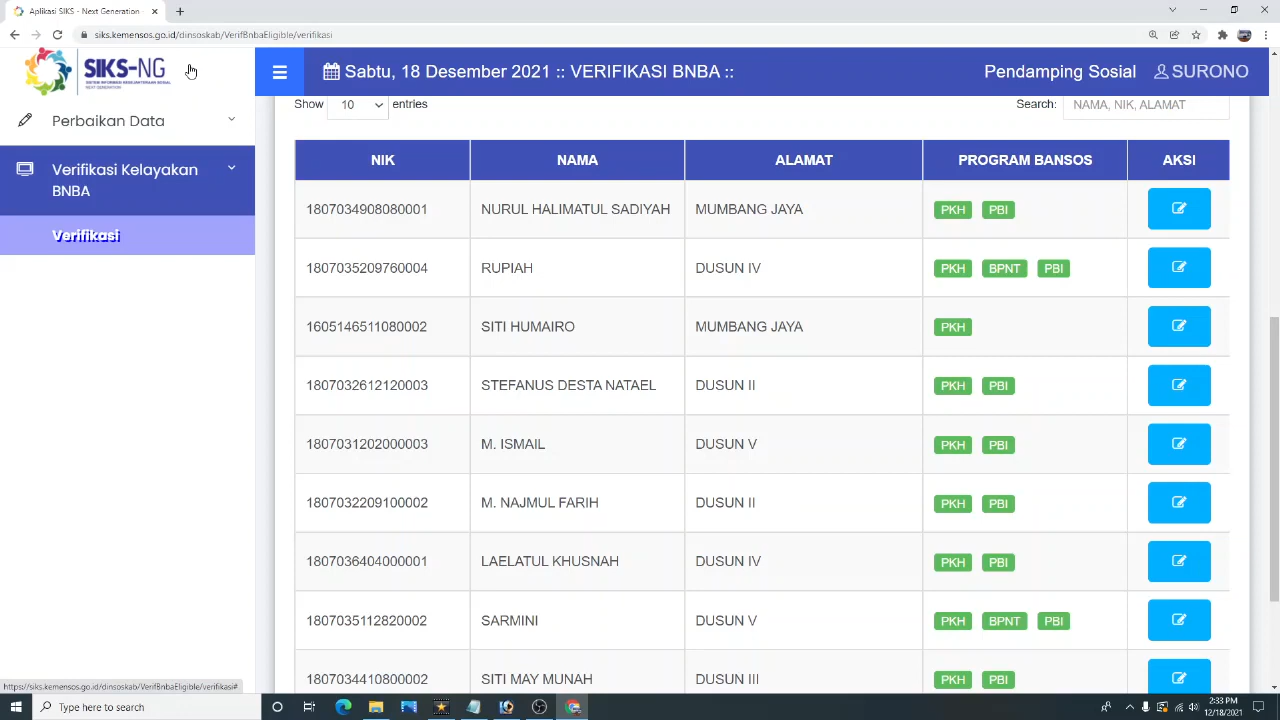 Aplikasi SIKS - Next Generation
siks.kemensos.go.id/dinsoskab/VerifBnbaEligible/verifikasi
SIKS-NG
SISTEM INFORMASI KESEJAHTERAAN SOSIAL
NEXT GENERATION
Sabtu, 18 Desember 2021 :: VERIFIKASI BNBA ::
Pendamping Sosial SURONO
Perbaikan Data
Verifikasi Kelayakan
BNBA
Verifikasi
Show 10 entries
Search: NAMA, NIK, ALAMAT
NIK NAMA ALAMAT PROGRAM BANSOS AKSI
1807034908080001 NURUL HALIMATUL SADIYAH MUMBANG JAYA PKH PBI
1807035209760004 RUPIAH DUSUN IV PKH BPNT PBI
1605146511080002 SITI HUMAIRO MUMBANG JAYA PKH
1807032612120003 STEFANUS DESTA NATAEL DUSUN II PKH PBI
1807031202000003 M. ISMAIL DUSUN V PKH PBI
1807032209100002 M. NAJMUL FARIH DUSUN II PKH PBI
1807036404000001 LAELATUL KHUSNAH DUSUN IV PKH PBI
1807035112820002 SARMINI DUSUN V PKH BPNT PBI
1807034410800002 SITI MAY MUNAH DUSUN III PKH PBI
https://siks.kemensos.go.id/dinsoskab/VerifBnbaEligible/verifikasi#
Type here to search
2:33 PM
12/18/2021